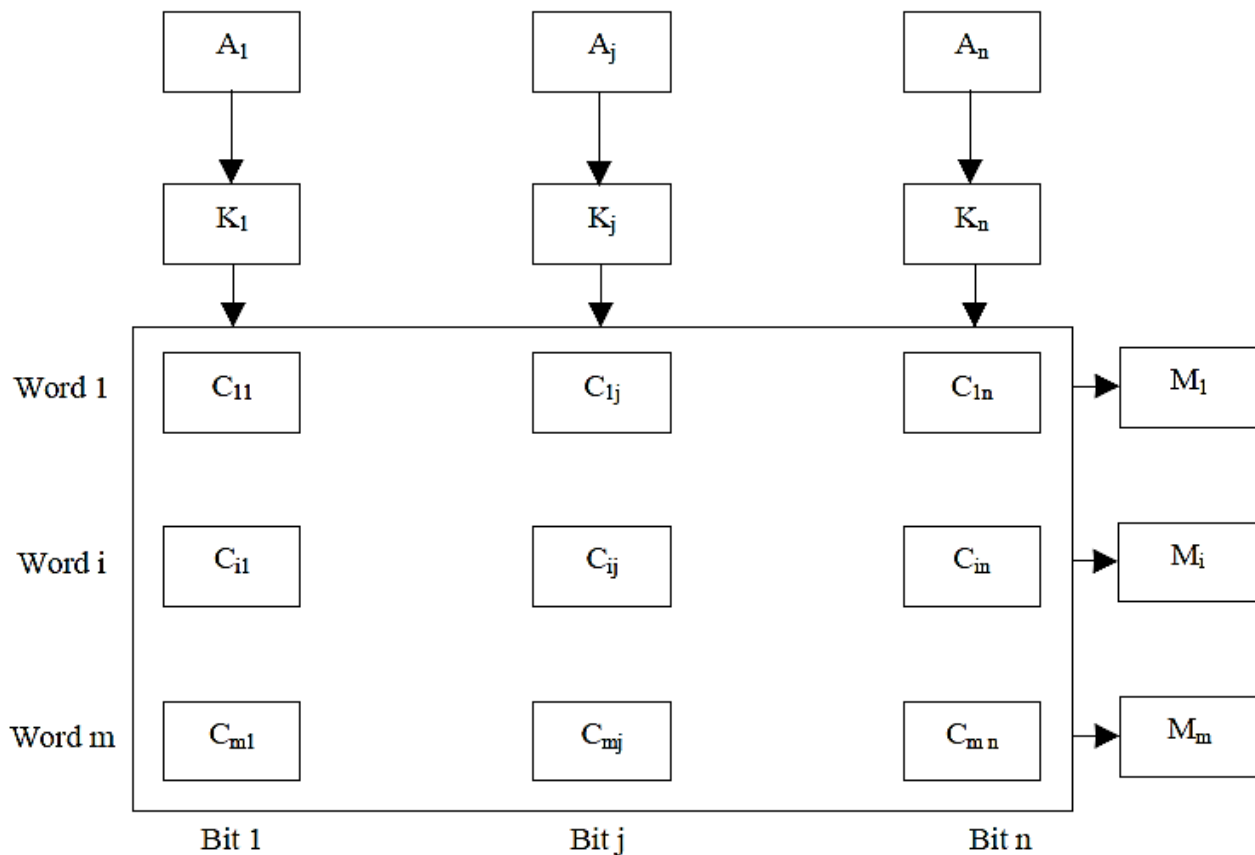 A₁ Aⱼ Aₙ
K₁ Kⱼ Kₙ
Word 1 C₁₁ C₁ⱼ C₁ₙ M₁
Word i Cᵢ₁ Cᵢⱼ Cᵢₙ Mᵢ
Word m Cₘ₁ Cₘⱼ Cₘ ₙ Mₘ
Bit 1 Bit j Bit n